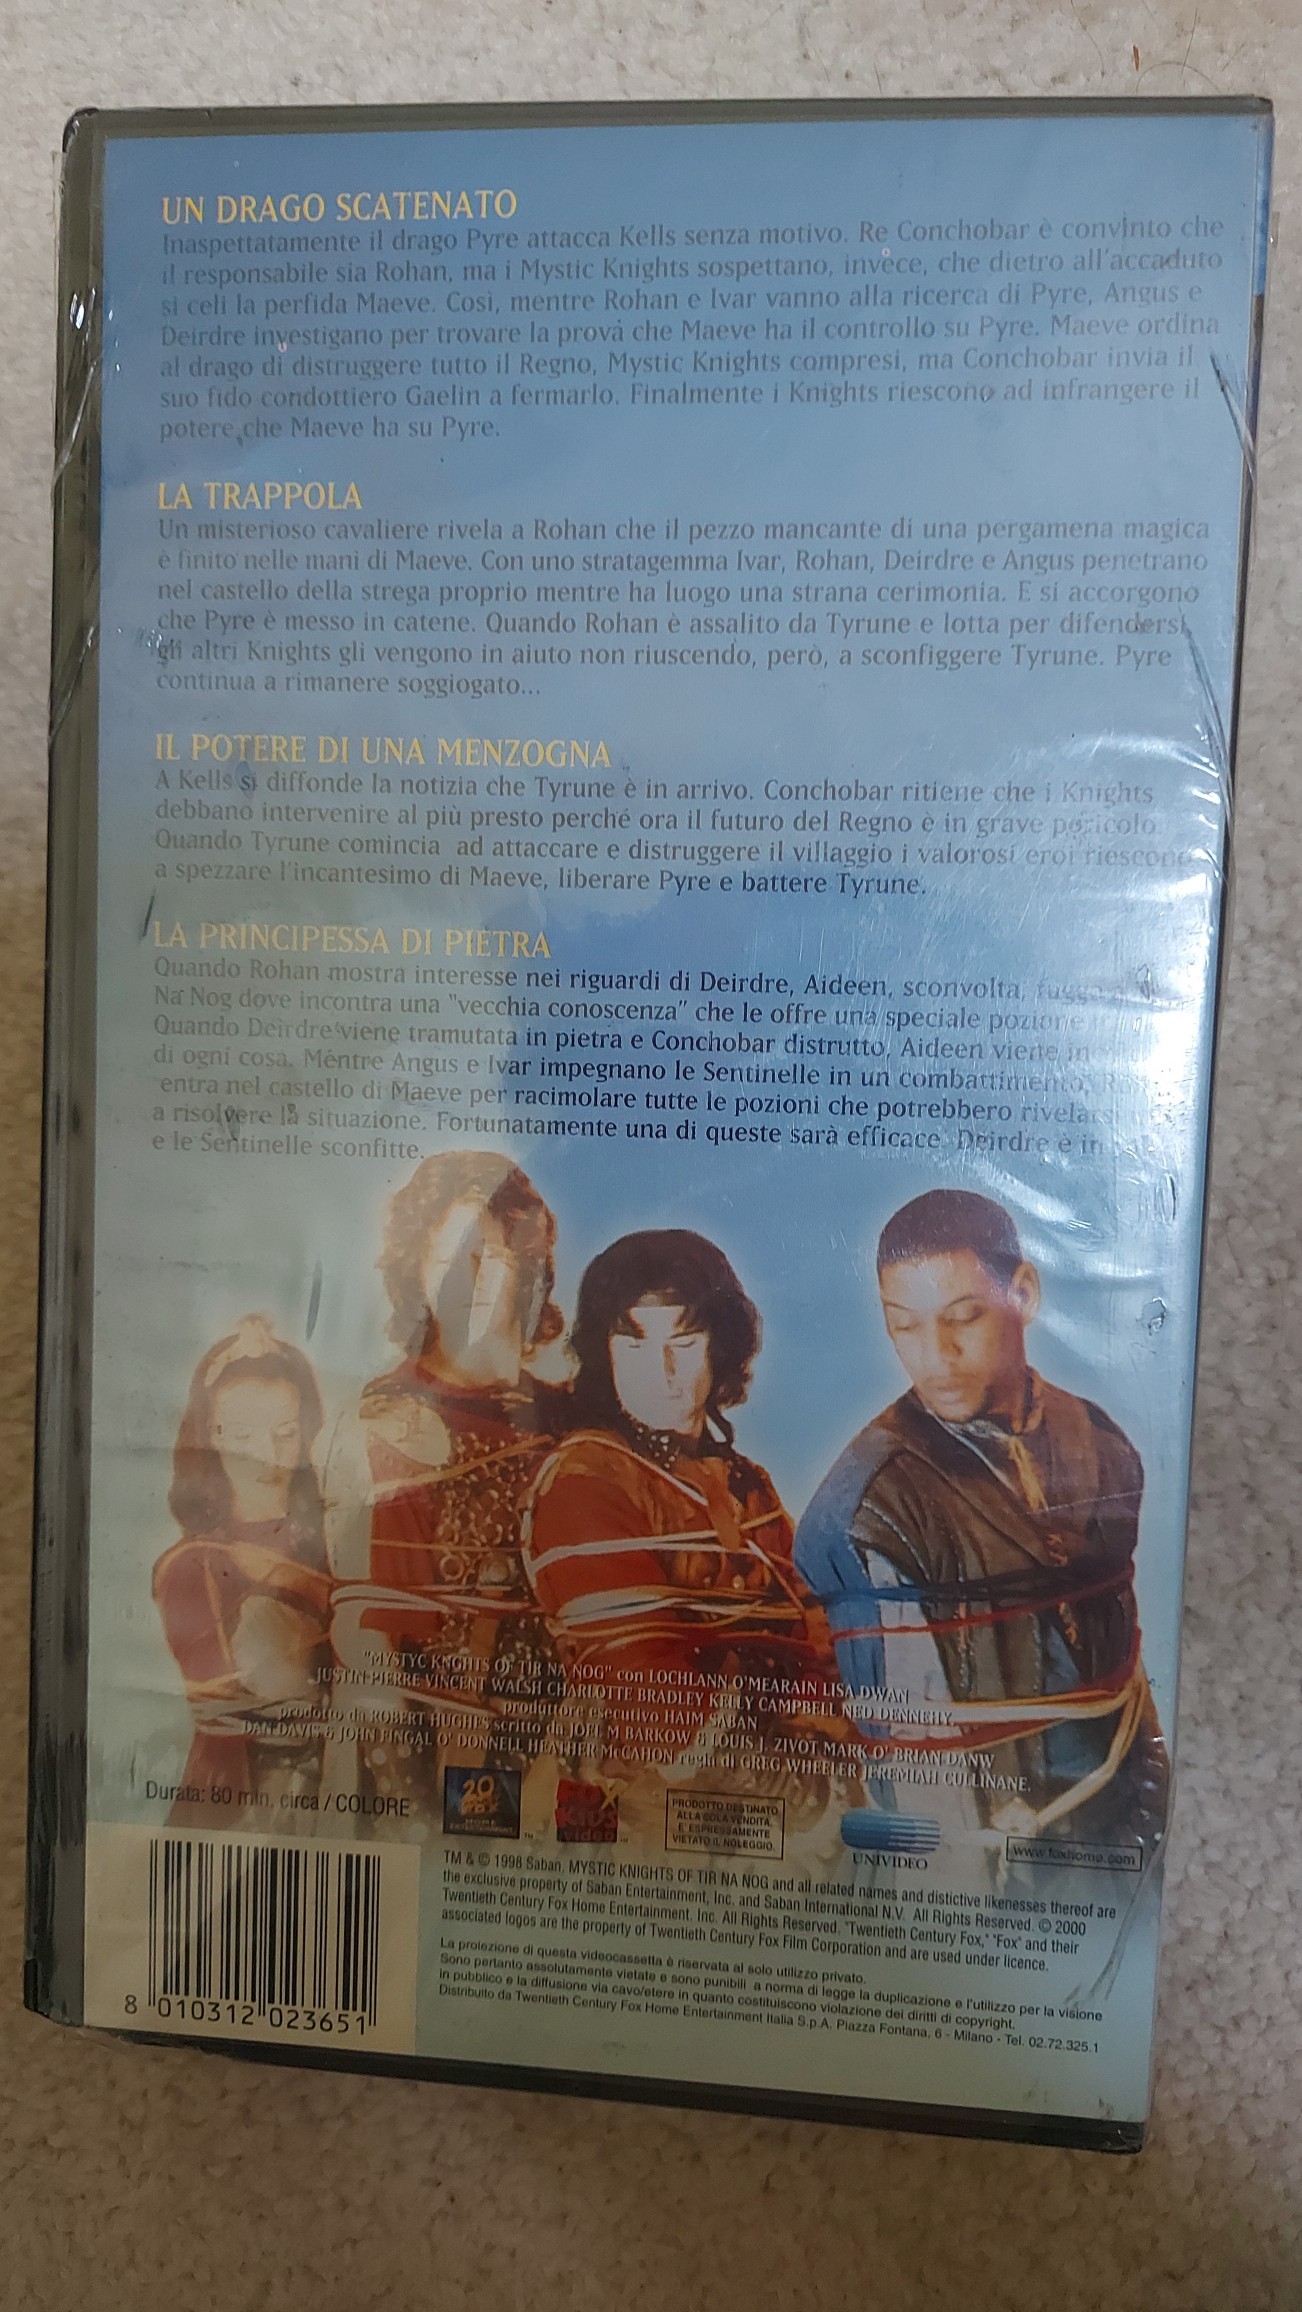 UN DRAGO SCATENATO
Inaspettatamente il drago Pyre attacca Kells senza motivo. Re Conchobar è convinto che
il responsabile sia Rohan, ma i Mystic Knights sospettano, invece, che dietro all'accaduto
si celi la perfida Maeve. Così, mentre Rohan e Ivar vanno alla ricerca di Pyre, Angus e
Deirdre investigano per trovare la prova che Maeve ha il controllo su Pyre. Maeve ordina
al drago di distruggere tutto il Regno, Mystic Knights compresi, ma Conchobar invia il
suo fido condottiero Gaelin a fermarlo. Finalmente i Knights riescono ad infrangere il
potere che Maeve ha su Pyre.
LA TRAPPOLA
Un misterioso cavaliere rivela a Rohan che il pezzo mancante di una pergamena magica
è finito nelle mani di Maeve. Con uno stratagemma Ivar, Rohan, Deirdre e Angus penetrano
nel castello della strega proprio mentre ha luogo una strana cerimonia. E si accorgono
che Pyre è messo in catene. Quando Rohan è assalito da Tyrune e lotta per difendersi
gli altri Knights gli vengono in aiuto non riuscendo, però, a sconfiggere Tyrune. Pyre
continua a rimanere soggiogato...
IL POTERE DI UNA MENZOGNA
A Kells si diffonde la notizia che Tyrune è in arrivo. Conchobar ritiene che i Knights
debbano intervenire al più presto perché ora il futuro del Regno è in grave pericolo.
Quando Tyrune comincia ad attaccare e distruggere il villaggio i valorosi eroi riescono
a spezzare l'incantesimo di Maeve, liberare Pyre e battere Tyrune.
LA PRINCIPESSA DI PIETRA
Quando Rohan mostra interesse nei riguardi di Deirdre, Aideen, sconvolta,
Na Nog dove incontra una "vecchia conoscenza" che le offre una speciale pozione
Quando Deirdre viene tramutata in pietra e Conchobar distrutto, Aideen viene
di ogni cosa. Mentre Angus e Ivar impegnano le Sentinelle in un combattimento,
entra nel castello di Maeve per racimolare tutte le pozioni che potrebbero
a risolvere la situazione. Fortunatamente una di queste sarà efficace. Deirdre è in
e le Sentinelle sconfitte.
"MYSTYC KNGHTS OF TIR NA NOG" con LOCHLANN O'MEARAIN LISA DWAN
JUSTIN PIERRE VINCENT WALSH CHARLOTTE BRADLEY KELLY CAMPBELL NED DENNEHY,
produttore esecutivo HAIM SABAN
prodotto da ROBERT HUGHES scritto da JOEL M BARKOW & LOUIS J. ZIVOT MARK O' BRIAN DANW
DAN DAVIS & JOHN FINGAL O' DONNELL HEATHER McCAHON regia di GREG WHEELER JEREMIAH CULLINANE.
Durata: 80 min. circa / COLORE
20
FOX
HOME
ENTERTAINMENT
™
FOX
KIDS
video
™
PRODOTTO DESTINATO
ALLA SOLA VENDITA.
E' ESPRESSAMENTE
VIETATO IL NOLEGGIO.
UNIVIDEO
www.foxhome.com
TM & © 1998 Saban. MYSTIC KNIGHTS OF TIR NA NOG and all related names and distictive likenesses thereof are
the exclusive property of Saban Entertainment, Inc. and Saban International N.V. All Rights Reserved. © 2000
Twentieth Century Fox Home Entertainment, Inc. All Rights Reserved. "Twentieth Century Fox," "Fox" and their
associated logos are the property of Twentieth Century Fox Film Corporation and are used under licence.
La proiezione di questa videocassetta è riservata al solo utilizzo privato.
Sono pertanto assolutamente vietate e sono punibili a norma di legge la duplicazione e l'utilizzo per la visione
in pubblico e la diffusione via cavo/etere in quanto costituiscono violazione dei diritti di copyright.
Distribuito da Twentieth Century Fox Home Entertainment Italia S.p.A. Piazza Fontana, 6 - Milano - Tel. 02.72.325.1
8 010312 023651